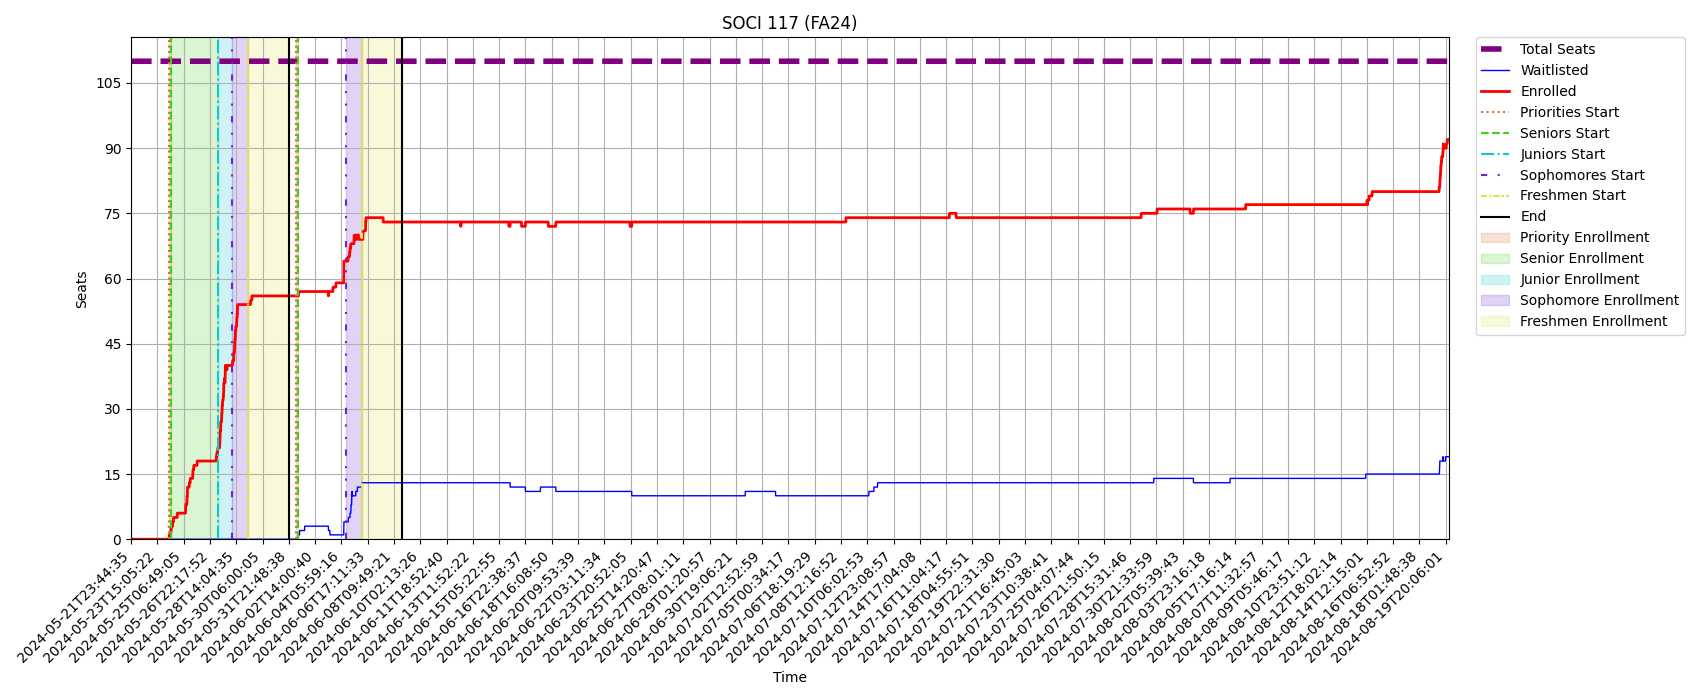 SOCI 117 (FA24)
Seats
105
90
75
60
45
30
15
0
2024-05-21T23:44:35
2024-05-23T15:05:22
2024-05-25T06:49:05
2024-05-26T22:17:52
2024-05-28T14:04:35
2024-05-30T06:00:05
2024-05-31T21:48:38
2024-06-02T14:00:40
2024-06-04T05:59:16
2024-06-06T17:11:33
2024-06-08T09:49:21
2024-06-10T02:13:26
2024-06-11T18:52:40
2024-06-13T11:52:22
2024-06-15T05:22:55
2024-06-16T22:38:37
2024-06-18T16:08:50
2024-06-20T09:53:39
2024-06-22T03:11:34
2024-06-23T20:52:05
2024-06-25T14:20:47
2024-06-27T08:01:11
2024-06-29T01:20:57
2024-06-30T19:06:21
2024-07-02T12:52:59
2024-07-05T00:34:17
2024-07-06T18:19:29
2024-07-08T12:16:52
2024-07-10T06:02:53
2024-07-12T23:08:57
2024-07-14T17:04:08
2024-07-16T11:04:17
2024-07-18T04:55:51
2024-07-19T22:31:30
2024-07-21T16:45:03
2024-07-23T10:38:41
2024-07-25T04:07:44
2024-07-26T21:50:15
2024-07-28T15:31:46
2024-07-30T21:33:59
2024-08-02T05:39:43
2024-08-03T23:16:18
2024-08-05T17:16:14
2024-08-07T11:32:57
2024-08-09T05:46:17
2024-08-10T23:51:12
2024-08-12T18:02:14
2024-08-14T12:15:01
2024-08-16T06:52:52
2024-08-18T01:48:38
2024-08-19T20:06:01
Time
Total Seats
Waitlisted
Enrolled
Priorities Start
Seniors Start
Juniors Start
Sophomores Start
Freshmen Start
End
Priority Enrollment
Senior Enrollment
Junior Enrollment
Sophomore Enrollment
Freshmen Enrollment